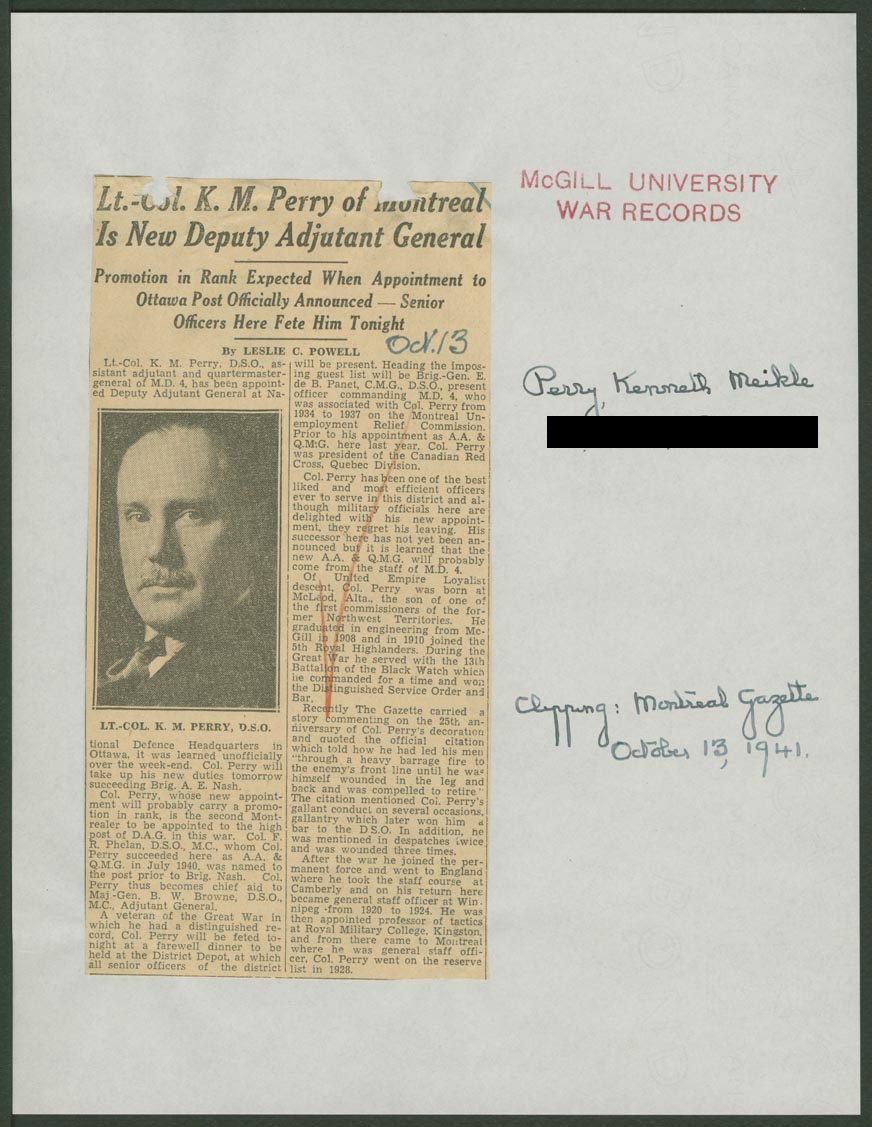 Lt.-Col. K. M. Perry of Montreal
Is New Deputy Adjutant General
Promotion in Rank Expected When Appointment to
Ottawa Post Officially Announced — Senior
Officers Here Fete Him Tonight
Oct. 13
By LESLIE C. POWELL
Lt.-Col. K. M. Perry, D.S.O., as-
sistant adjutant and quartermaster-
general of M.D. 4, has been appoint-
ed Deputy Adjutant General at Na-
LT.-COL. K. M. PERRY, D.S.O.
tional Defence Headquarters in
Ottawa, it was learned unofficially
over the week-end. Col. Perry will
take up his new duties tomorrow
succeeding Brig. A. E. Nash.
Col. Perry, whose new appoint-
ment will probably carry a promo-
tion in rank, is the second Mont-
realer to be appointed to the high
post of D.A.G. in this war. Col. F.
R. Phelan, D.S.O., M.C., whom Col.
Perry succeeded here as A.A. &
Q.M.G. in July 1940, was named to
the post prior to Brig. Nash. Col.
Perry thus becomes chief aid to
Maj-Gen. B. W. Browne, D.S.O.,
M.C., Adjutant General.
A veteran of the Great War in
which he had a distinguished re-
cord, Col. Perry will be feted to-
night at a farewell dinner to be
held at the District Depot, at which
all senior officers of the district
will be present. Heading the impos-
ing guest list will be Brig.-Gen. E.
de B. Panet, C.M.G., D.S.O., present
officer commanding M.D. 4, who
was associated with Col. Perry from
1934 to 1937 on the Montreal Un-
employment Relief Commission.
Prior to his appointment as A.A. &
Q.M.G. here last year, Col. Perry
was president of the Canadian Red
Cross, Quebec Division.
Col. Perry has been one of the best
liked and most efficient officers
ever to serve in this district and al-
though military officials here are
delighted with his new appoint-
ment, they regret his leaving. His
successor here has not yet been an-
nounced but it is learned that the
new A.A. & Q.M.G. will probably
come from the staff of M.D. 4.
Of United Empire Loyalist
descent, Col. Perry was born at
McLeod, Alta., the son of one of
the first commissioners of the for-
mer Northwest Territories. He
graduated in engineering from Mc-
Gill in 1908 and in 1910 joined the
5th Royal Highlanders. During the
Great War he served with the 13th
Battalion of the Black Watch which
he commanded for a time and won
the Distinguished Service Order and
Bar.
Recently The Gazette carried a
story commenting on the 25th an-
niversary of Col. Perry's decoration
and quoted the official citation
which told how he had led his men
"through a heavy barrage fire to
the enemy's front line until he was
himself wounded in the leg and
back and was compelled to retire."
The citation mentioned Col. Perry's
gallant conduct on several occasions,
gallantry which later won him a
bar to the D.S.O. In addition, he
was mentioned in despatches twice
and was wounded three times.
After the war he joined the per-
manent force and went to England
where he took the staff course at
Camberly and on his return here
became general staff officer at Win-
nipeg from 1920 to 1924. He was
then appointed professor of tactics
at Royal Military College, Kingston,
and from there came to Montreal
where he was general staff offi-
cer. Col. Perry went on the reserve
list in 1928.
McGILL UNIVERSITY
WAR RECORDS
Perry, Kenneth Meikle
Clipping: Montreal Gazette
October 13, 1941.